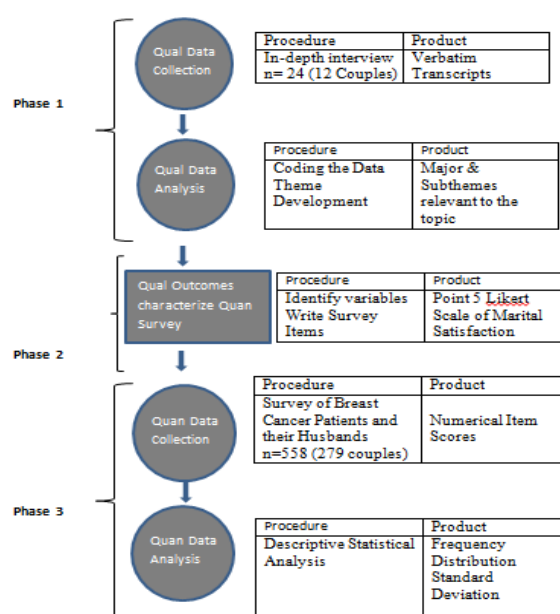 Qual Data
Collection
Procedure Product
In-depth interview Verbatim
n= 24 (12 Couples) Transcripts
Phase 1
Qual Data
Analysis
Procedure Product
Coding the Data Major &
Theme Subthemes
Development relevant to the
topic
Qual Outcomes
characterize Quan
Survey
Procedure Product
Identify variables Point 5 Likert
Write Survey Scale of Marital
Items Satisfaction
Phase 2
Quan Data
Collection
Procedure Product
Survey of Breast
Cancer Patients and Numerical Item
their Husbands Scores
n=558 (279 couples)
Phase 3
Quan Data
Analysis
Procedure Product
Descriptive Statistical Frequency
Analysis Distribution
Standard
Deviation